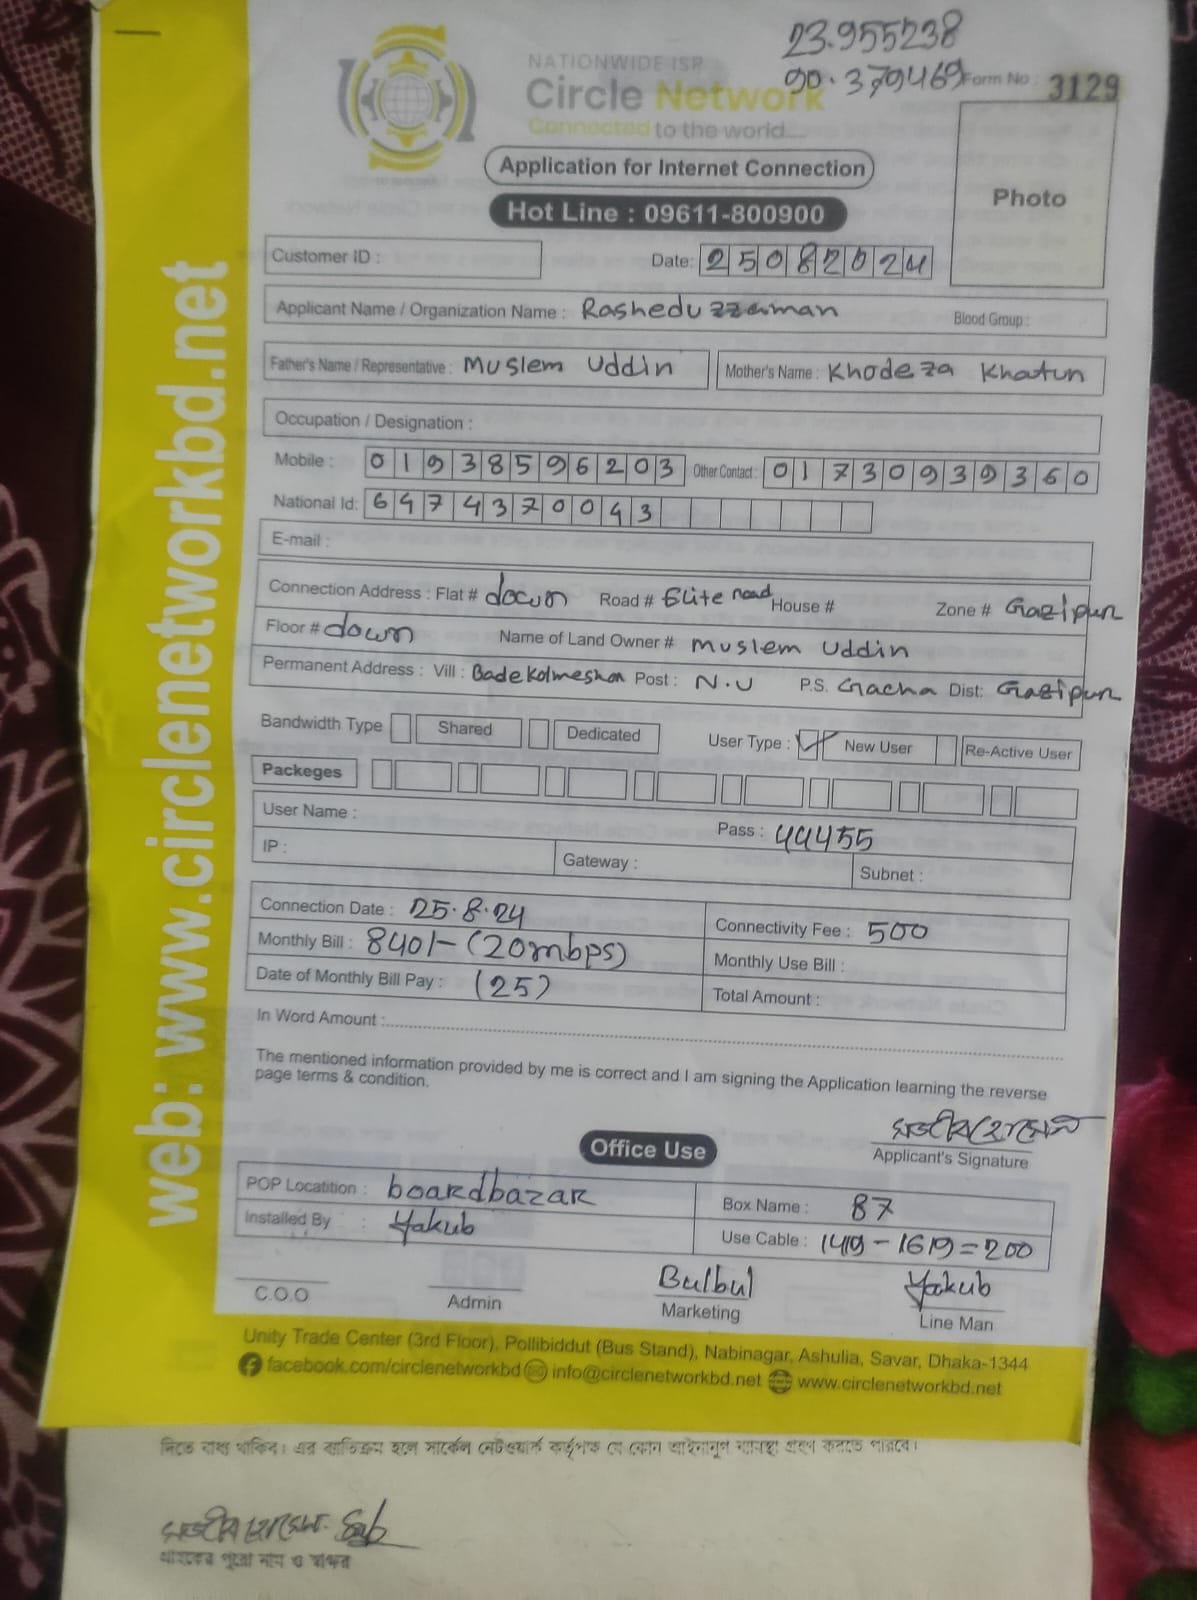 23.955238
90.379469
NATIONWIDE ISP
Circle Network
Connected to the world....
Form No : 3129
Photo
Application for Internet Connection
Hot Line : 09611-800900
Customer ID :
Date: 25082024
Applicant Name / Organization Name : Rasheduzzaman
Blood Group :
Father's Name / Representative : Muslem Uddin
Mother's Name : Khodeza Khatun
Occupation / Designation :
Mobile : 01938596203 Other Contact : 01730939360
National Id: 6474370043
E-mail :
Connection Address : Flat # down Road # Elite road House # Zone # Gazipur
Floor # down Name of Land Owner # Muslem Uddin
Permanent Address : Vill : Badekolmeshor Post : N.U P.S. Gacha Dist: Gazipur
Bandwidth Type Shared Dedicated User Type : New User Re-Active User
Packeges
User Name : Pass : 44455
IP : Gateway : Subnet :
Connection Date : 25.8.24 Connectivity Fee : 500
Monthly Bill : 840/- (20mbps) Monthly Use Bill :
Date of Monthly Bill Pay : (25) Total Amount :
In Word Amount :
The mentioned information provided by me is correct and I am signing the Application learning the reverse
page terms & condition.
Applicant's Signature
Office Use
POP Locatition : boardbazar Box Name : 87
Installed By : Yakub Use Cable : 1419 - 1619 = 200
Bulbul Yakub
C.O.O Admin Marketing Line Man
Unity Trade Center (3rd Floor), Pollibiddut (Bus Stand), Nabinagar, Ashulia, Savar, Dhaka-1344
facebook.com/circlenetworkbd info@circlenetworkbd.net www.circlenetworkbd.net
web: www.circlenetworkbd.net
দিতে বাধ্য থাকিব। এর ব্যতিক্রম হলে সার্কেল নেটওয়ার্ক কর্তৃপক্ষ যে কোন আইনানুগ ব্যবস্থা গ্রহণ করতে পারবে।
গ্রাহকের পুরো নাম ও স্বাক্ষর